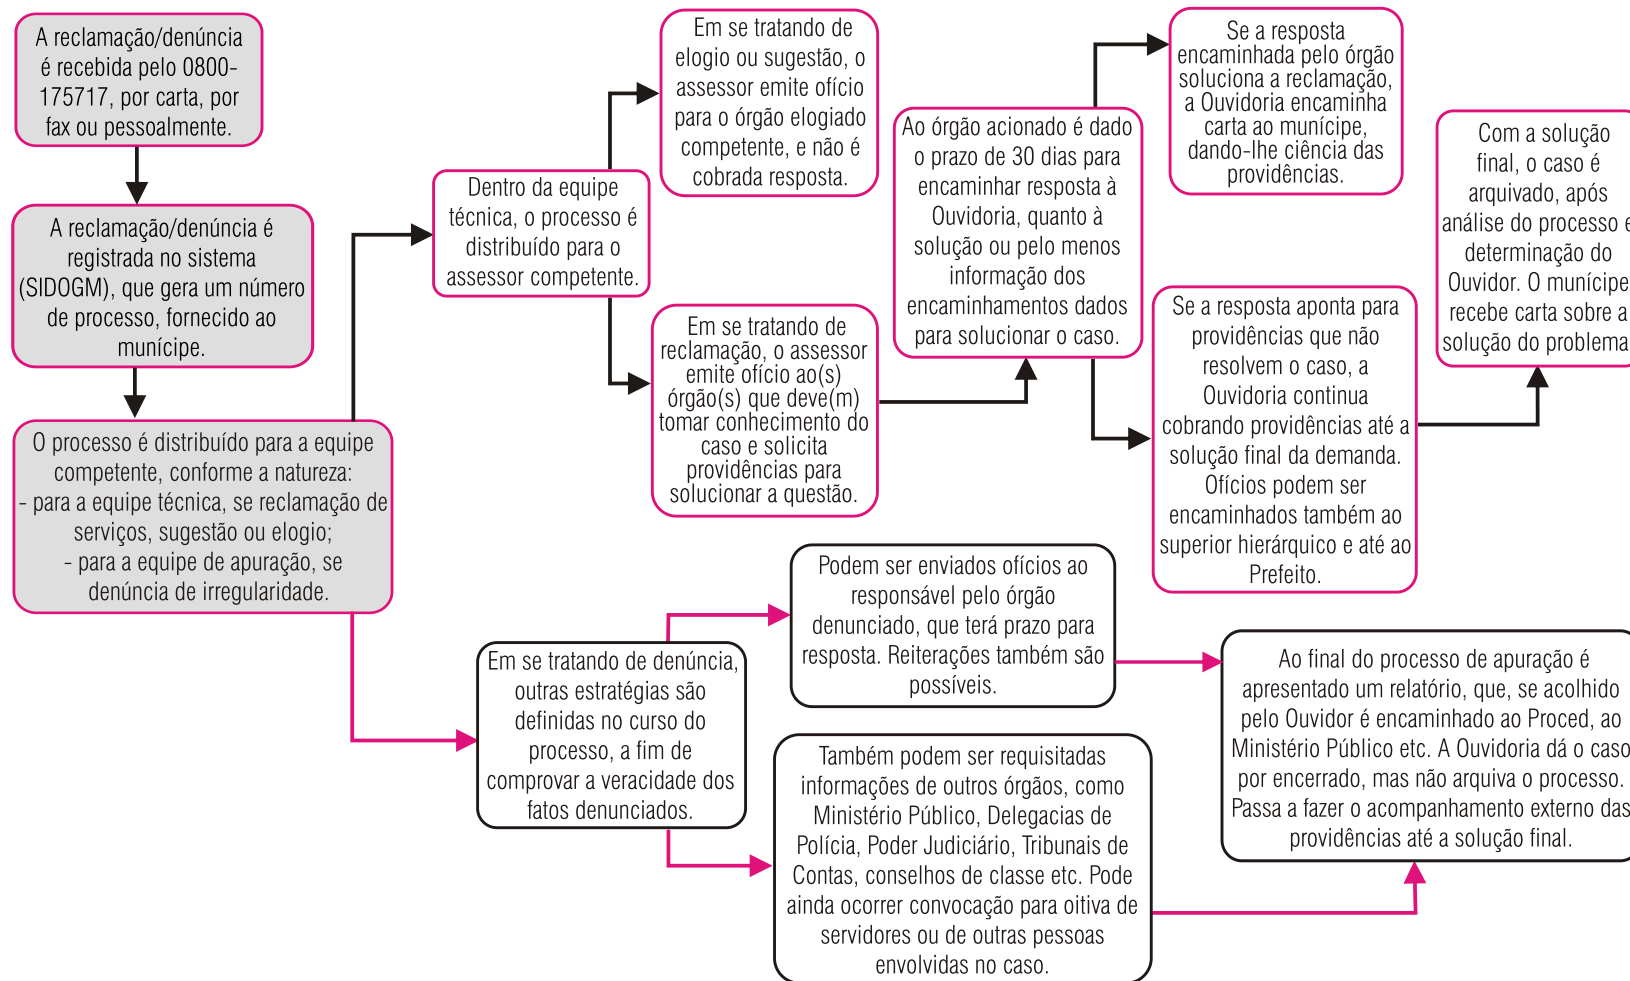 A reclamação/denúncia
é recebida pelo 0800-
175717, por carta, por
fax ou pessoalmente.
A reclamação/denúncia é
registrada no sistema
(SIDOGM), que gera um número
de processo, fornecido ao
munícipe.
O processo é distribuído para a equipe
competente, conforme a natureza:
- para a equipe técnica, se reclamação de
serviços, sugestão ou elogio;
- para a equipe de apuração, se
denúncia de irregularidade.
Dentro da equipe
técnica, o processo é
distribuído para o
assessor competente.
Em se tratando de
elogio ou sugestão, o
assessor emite ofício
para o órgão elogiado
competente, e não é
cobrada resposta.
Em se tratando de
reclamação, o assessor
emite ofício ao(s)
órgão(s) que deve(m)
tomar conhecimento do
caso e solicita
providências para
solucionar a questão.
Ao órgão acionado é dado
o prazo de 30 dias para
encaminhar resposta à
Ouvidoria, quanto à
solução ou pelo menos
informação dos
encaminhamentos dados
para solucionar o caso.
Se a resposta
encaminhada pelo órgão
soluciona a reclamação,
a Ouvidoria encaminha
carta ao munícipe,
dando-lhe ciência das
providências.
Se a resposta aponta para
providências que não
resolvem o caso, a
Ouvidoria continua
cobrando providências até a
solução final da demanda.
Ofícios podem ser
encaminhados também ao
superior hierárquico e até ao
Prefeito.
Com a solução
final, o caso é
arquivado, após
análise do processo e
determinação do
Ouvidor. O munícipe
recebe carta sobre a
solução do problema
Em se tratando de denúncia,
outras estratégias são
definidas no curso do
processo, a fim de
comprovar a veracidade dos
fatos denunciados.
Podem ser enviados ofícios ao
responsável pelo órgão
denunciado, que terá prazo para
resposta. Reiterações também são
possíveis.
Também podem ser requisitadas
informações de outros órgãos, como
Ministério Público, Delegacias de
Polícia, Poder Judiciário, Tribunais de
Contas, conselhos de classe etc. Pode
ainda ocorrer convocação para oitiva de
servidores ou de outras pessoas
envolvidas no caso.
Ao final do processo de apuração é
apresentado um relatório, que, se acolhido
pelo Ouvidor é encaminhado ao Proced, ao
Ministério Público etc. A Ouvidoria dá o caso
por encerrado, mas não arquiva o processo.
Passa a fazer o acompanhamento externo das
providências até a solução final.